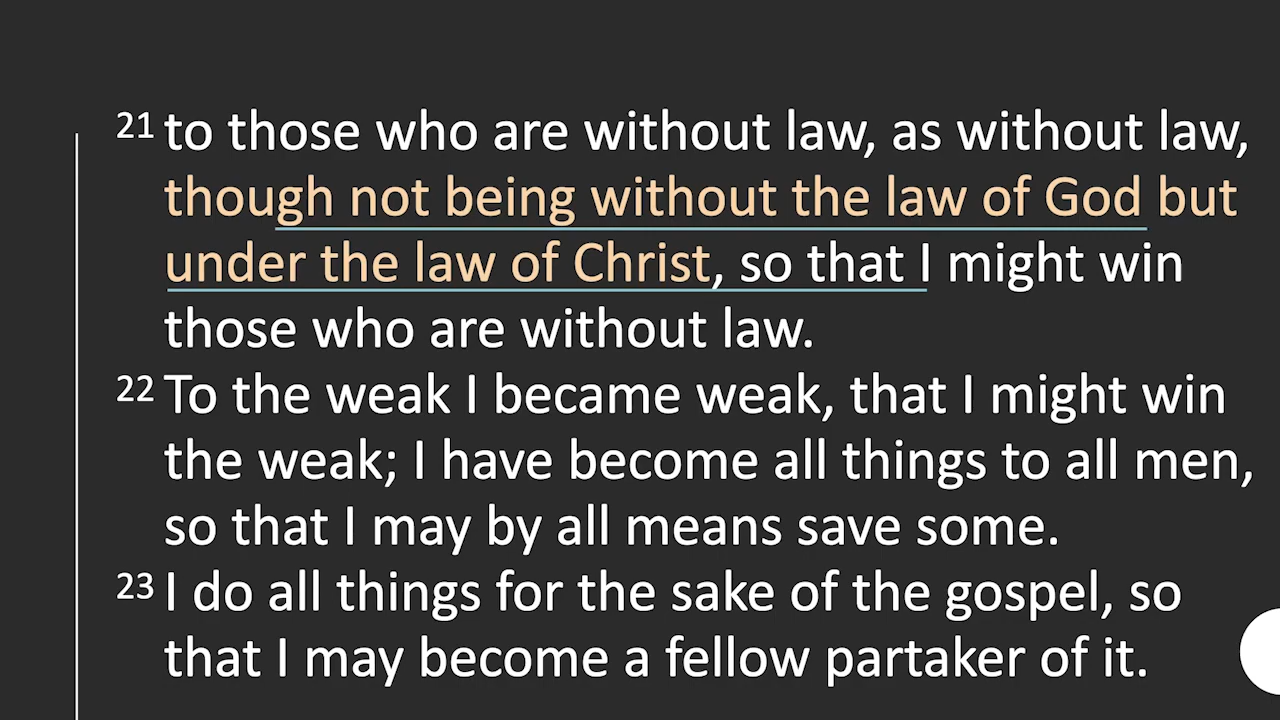 21 to those who are without law, as without law,
though not being without the law of God but
under the law of Christ, so that I might win
those who are without law.
22 To the weak I became weak, that I might win
the weak; I have become all things to all men,
so that I may by all means save some.
23 I do all things for the sake of the gospel, so
that I may become a fellow partaker of it.